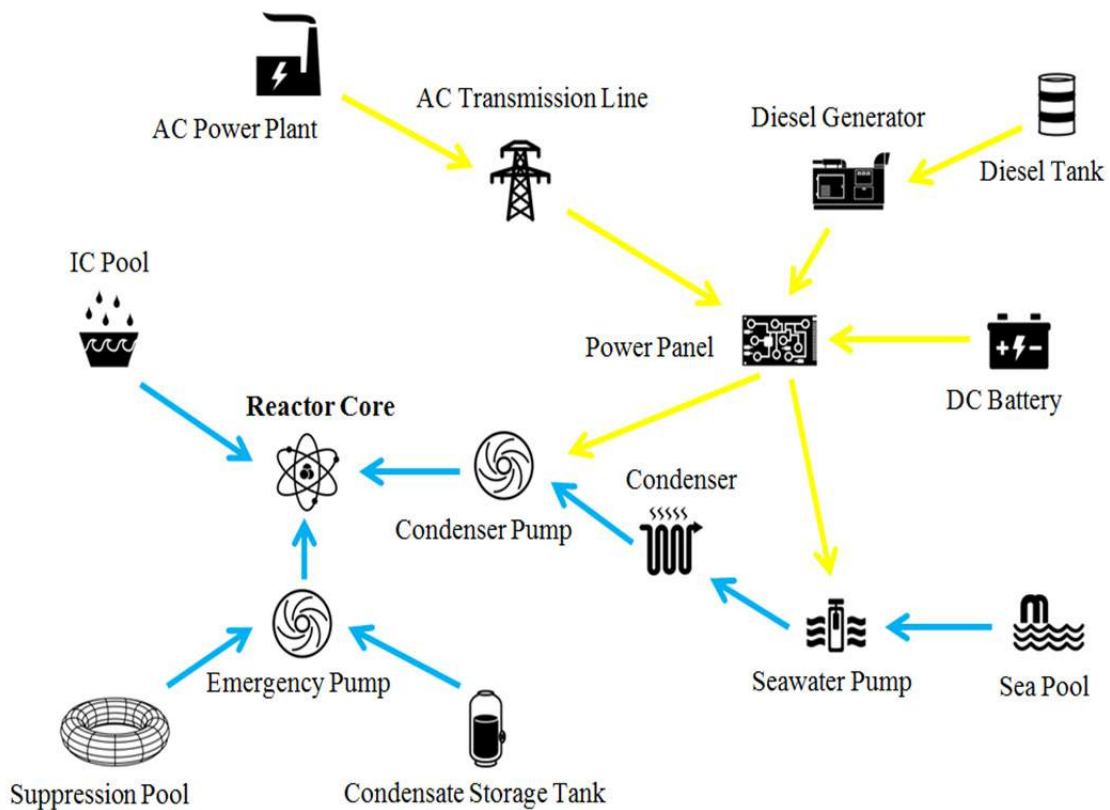 AC Power Plant
AC Transmission Line
Diesel Generator
Diesel Tank
IC Pool
Power Panel
DC Battery
Reactor Core
Condenser Pump
Condenser
Emergency Pump
Seawater Pump
Sea Pool
Suppression Pool
Condensate Storage Tank